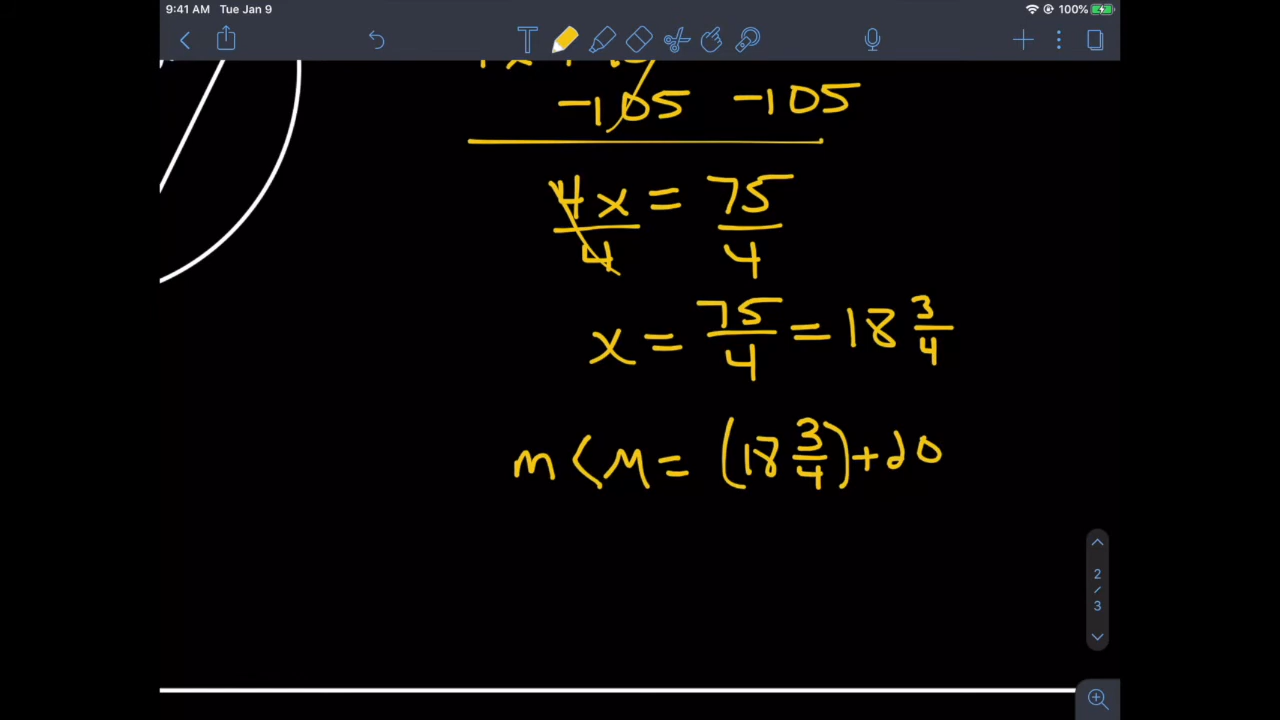 9:41 AM Tue Jan 9 100%
T
-105 -105
4x/4 = 75/4
x = 75/4 = 18 3/4
m<M = (18 3/4)+20
2
/
3